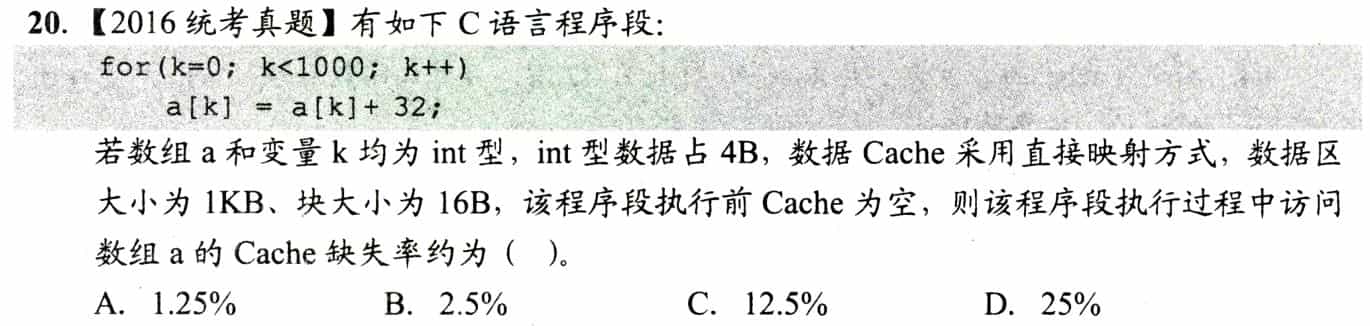 20. 【2016 统考真题】有如下 C 语言程序段:
for(k=0; k<1000; k++)
a[k] = a[k]+ 32;
若数组 a 和变量 k 均为 int 型，int 型数据占 4B，数据 Cache 采用直接映射方式，数据区
大小为 1KB、块大小为 16B，该程序段执行前 Cache 为空，则该程序段执行过程中访问
数组 a 的 Cache 缺失率约为（ ）。
A. 1.25% B. 2.5% C. 12.5% D. 25%